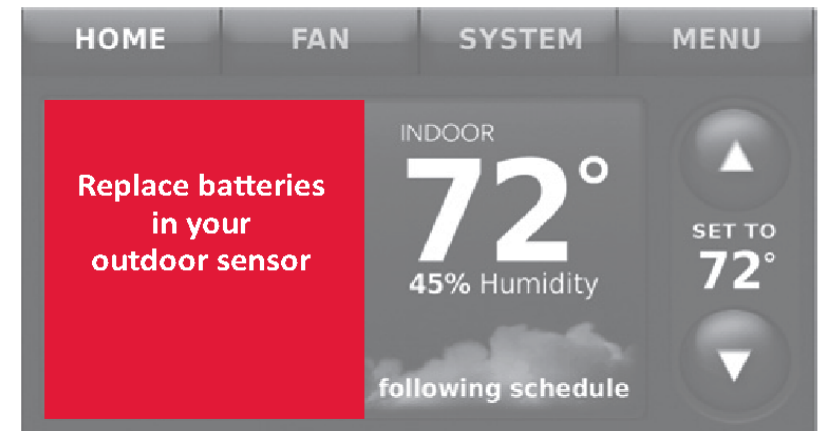 HOME FAN SYSTEM MENU
Replace batteries
in your
outdoor sensor
INDOOR
72°
45% Humidity
following schedule
SET TO
72°